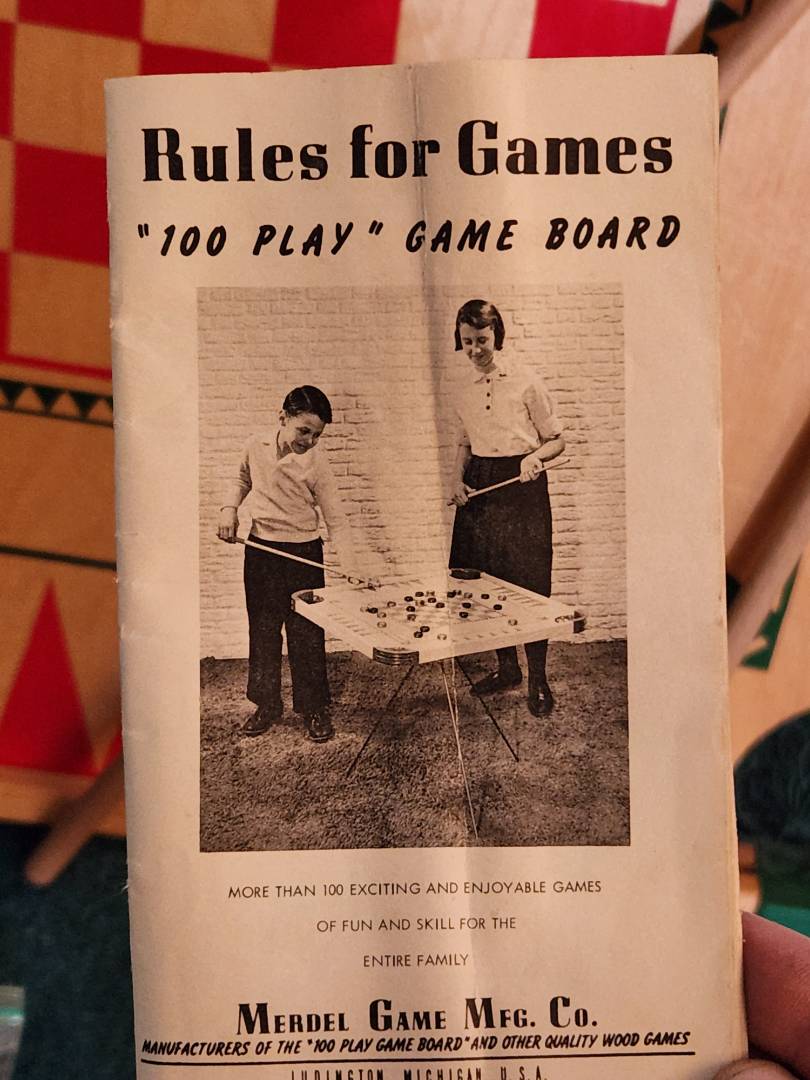 Rules for Games
"100 PLAY" GAME BOARD
MORE THAN 100 EXCITING AND ENJOYABLE GAMES
OF FUN AND SKILL FOR THE
ENTIRE FAMILY
MERDEL GAME MFG. CO.
MANUFACTURERS OF THE "100 PLAY GAME BOARD" AND OTHER QUALITY WOOD GAMES
LUDINGTON, MICHIGAN U.S.A.